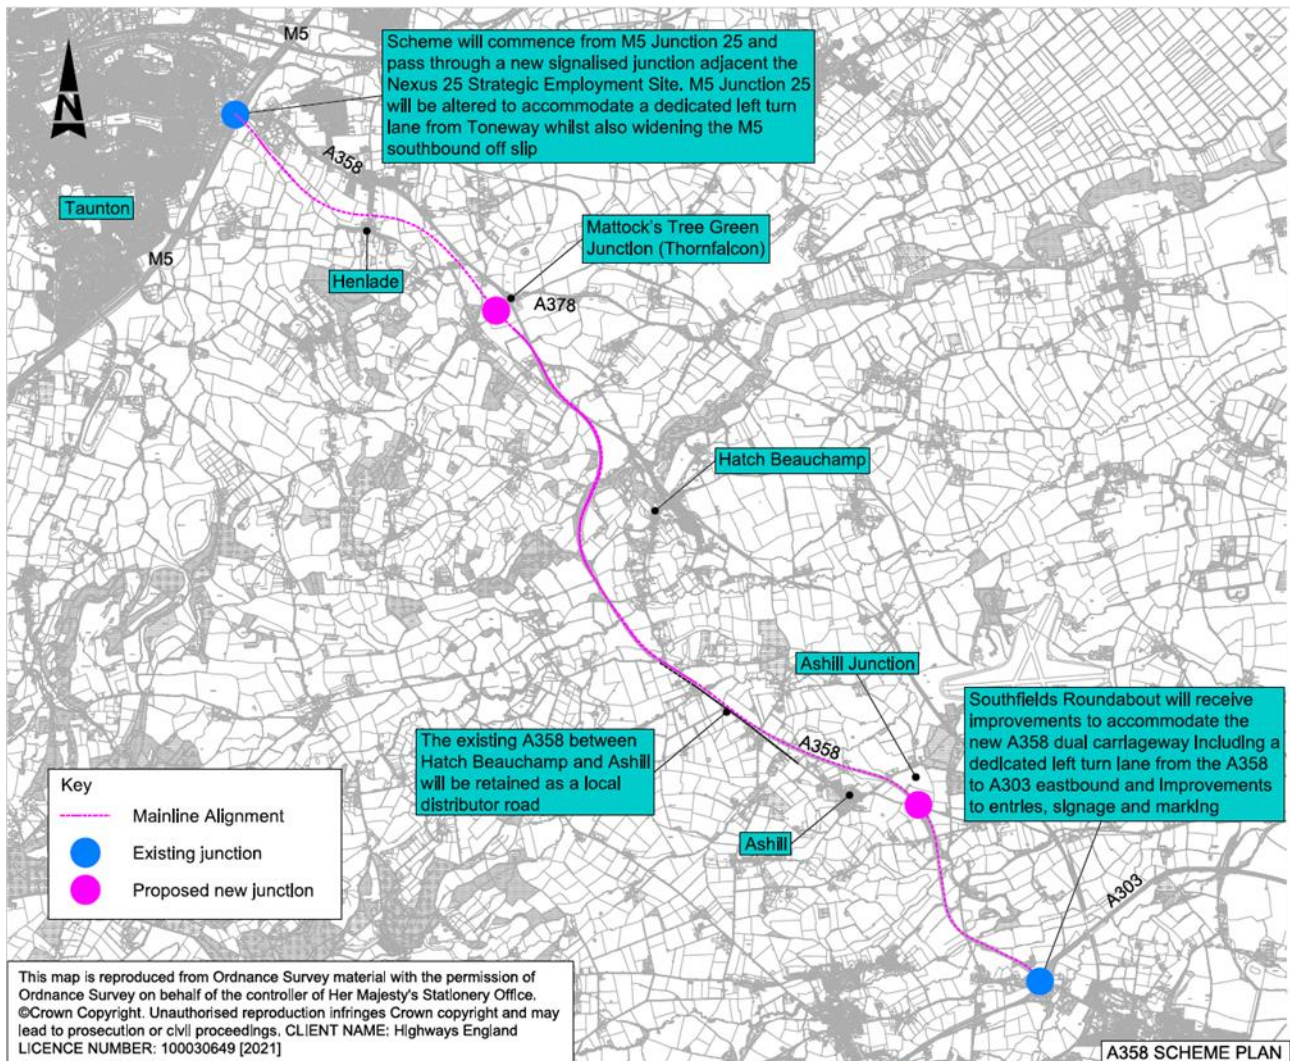 M5
Scheme will commence from M5 Junction 25 and
pass through a new signalised junction adjacent the
Nexus 25 Strategic Employment Site. M5 Junction 25
will be altered to accommodate a dedicated left turn
lane from Toneway whilst also widening the M5
southbound off slip
N
A358
Taunton
Mattock's Tree Green
Junction (Thornfalcon)
M5
Henlade
A378
Hatch Beauchamp
Ashill Junction
Southfields Roundabout will receive
improvements to accommodate the
new A358 dual carriageway including a
dedicated left turn lane from the A358
to A303 eastbound and improvements
to entries, signage and marking
The existing A358 between
Hatch Beauchamp and Ashill
will be retained as a local
distributor road
A358
Ashill
A303
Key
Mainline Alignment
Existing junction
Proposed new junction
This map is reproduced from Ordnance Survey material with the permission of
Ordnance Survey on behalf of the controller of Her Majesty's Stationery Office.
©Crown Copyright. Unauthorised reproduction infringes Crown copyright and may
lead to prosecution or civil proceedings. CLIENT NAME: Highways England
LICENCE NUMBER: 100030649 [2021]
A358 SCHEME PLAN